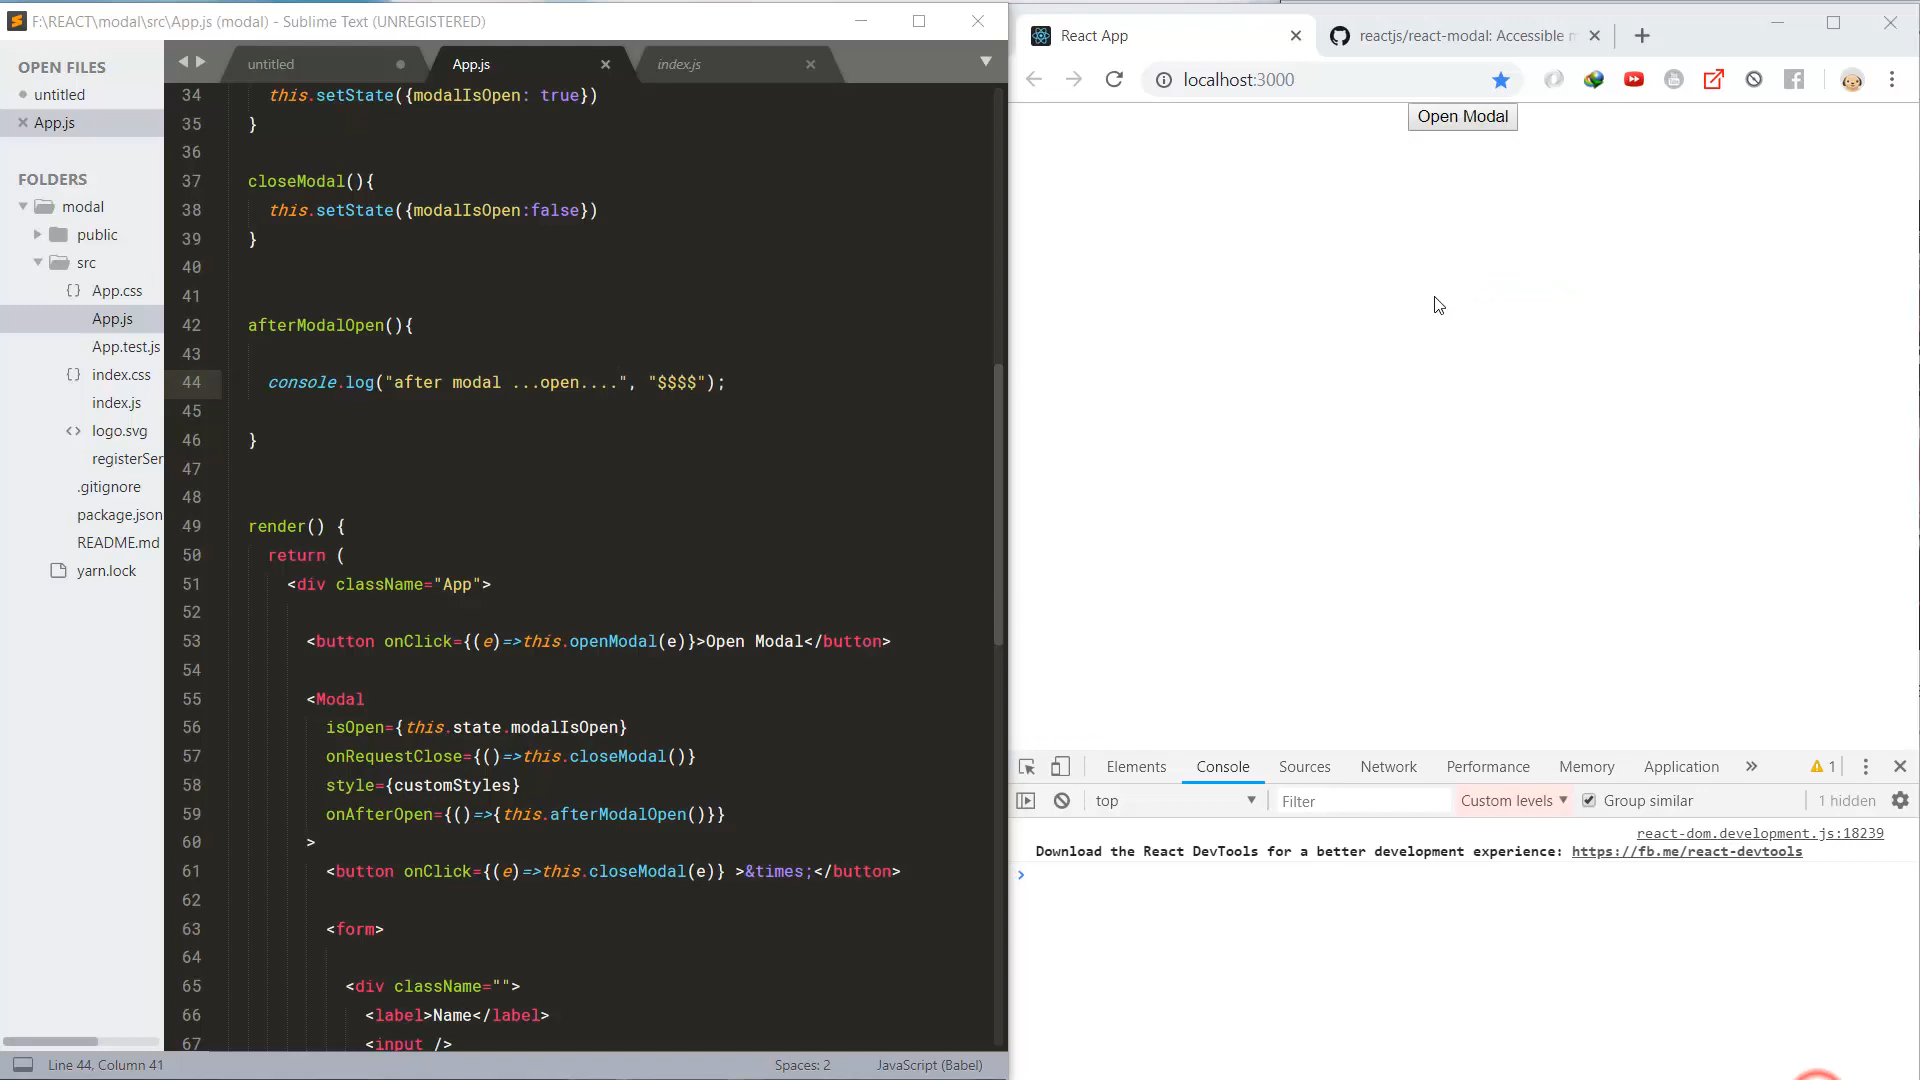 F:\REACT\modal\src\App.js (modal) - Sublime Text (UNREGISTERED)
OPEN FILES
untitled
App.js
FOLDERS
modal
public
src
App.css
App.js
App.test.js
index.css
index.js
logo.svg
registerSer
.gitignore
package.json
README.md
yarn.lock
untitled
App.js
index.js
34 this.setState({modalIsOpen: true})
35 }
36
37 closeModal(){
38 this.setState({modalIsOpen:false})
39 }
40
41
42 afterModalOpen(){
43
44 console.log("after modal ...open....", "$$$$");
45
46 }
47
48
49 render() {
50 return (
51 <div className="App">
52
53 <button onClick={(e)=>this.openModal(e)}>Open Modal</button>
54
55 <Modal
56 isOpen={this.state.modalIsOpen}
57 onRequestClose={()=>this.closeModal()}
58 style={customStyles}
59 onAfterOpen={()=>{this.afterModalOpen()}}
60 >
61 <button onClick={(e)=>this.closeModal(e)} >&times;</button>
62
63 <form>
64
65 <div className="">
66 <label>Name</label>
67 <input />
Line 44, Column 41
Spaces: 2
JavaScript (Babel)
React App
reactjs/react-modal: Accessible m
localhost:3000
Open Modal
Elements
Console
Sources
Network
Performance
Memory
Application
1
top
Filter
Custom levels
Group similar
1 hidden
react-dom.development.js:18239
Download the React DevTools for a better development experience: https://fb.me/react-devtools